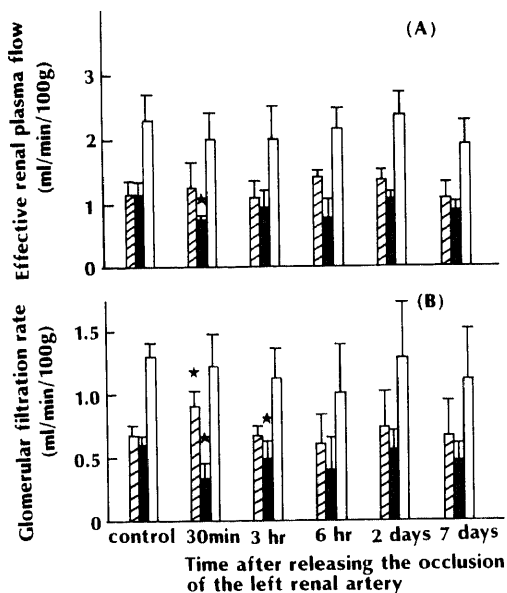 (A)
Effective renal plasma flow
(ml/min/100g)
3
2
1
0
★
(B)
Glomerular filtration rate
(ml/min/100g)
1.5
1.0
0.5
0
★
★
★
control 30min 3 hr 6 hr 2 days 7 days
Time after releasing the occlusion
of the left renal artery